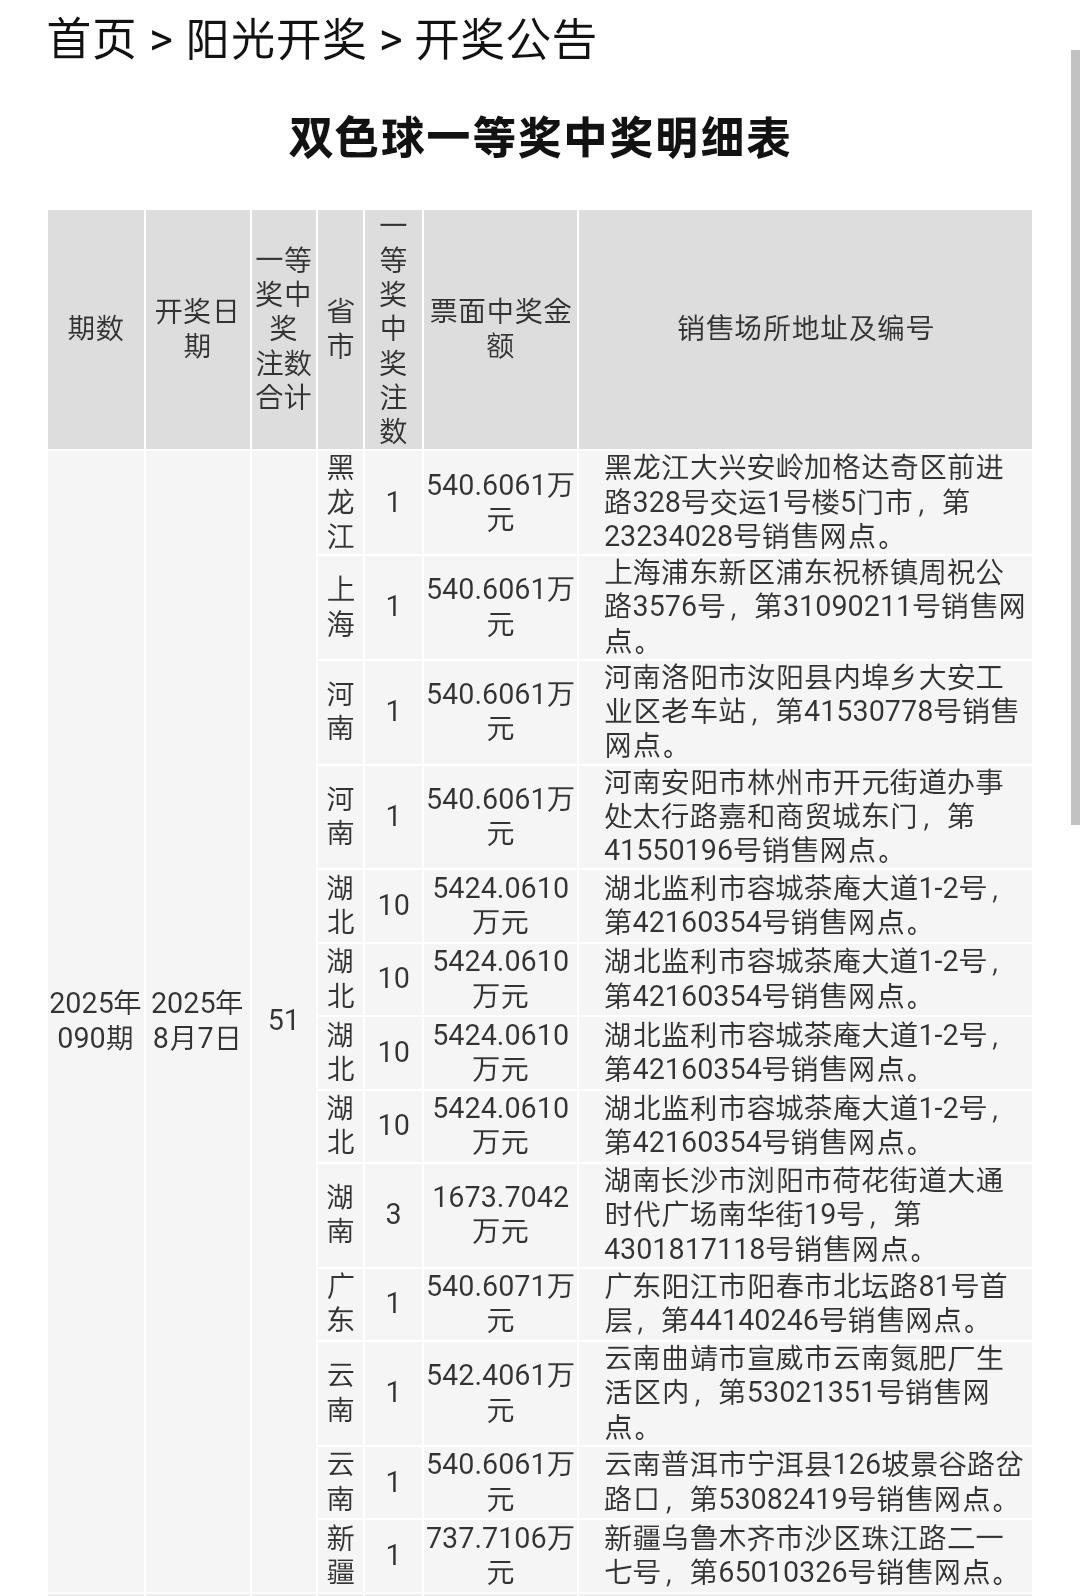 首页 > 阳光开奖 > 开奖公告
双色球一等奖中奖明细表
期数
开奖日
期
一等
奖中
奖
注数
合计
省
市
一
等
奖
中
奖
注
数
票面中奖金
额
销售场所地址及编号
2025年
090期
2025年
8月7日
51
黑
龙
江
1
540.6061万
元
黑龙江大兴安岭加格达奇区前进
路328号交运1号楼5门市，第
23234028号销售网点。
上
海
1
540.6061万
元
上海浦东新区浦东祝桥镇周祝公
路3576号，第31090211号销售网
点。
河
南
1
540.6061万
元
河南洛阳市汝阳县内埠乡大安工
业区老车站，第41530778号销售
网点。
河
南
1
540.6061万
元
河南安阳市林州市开元街道办事
处太行路嘉和商贸城东门，第
41550196号销售网点。
湖
北
10
5424.0610
万元
湖北监利市容城茶庵大道1-2号，
第42160354号销售网点。
湖
北
10
5424.0610
万元
湖北监利市容城茶庵大道1-2号，
第42160354号销售网点。
湖
北
10
5424.0610
万元
湖北监利市容城茶庵大道1-2号，
第42160354号销售网点。
湖
北
10
5424.0610
万元
湖北监利市容城茶庵大道1-2号，
第42160354号销售网点。
湖
南
3
1673.7042
万元
湖南长沙市浏阳市荷花街道大通
时代广场南华街19号，第
4301817118号销售网点。
广
东
1
540.6071万
元
广东阳江市阳春市北坛路81号首
层，第44140246号销售网点。
云
南
1
542.4061万
元
云南曲靖市宣威市云南氮肥厂生
活区内，第53021351号销售网
点。
云
南
1
540.6061万
元
云南普洱市宁洱县126坡景谷路岔
路口，第53082419号销售网点。
新
疆
1
737.7106万
元
新疆乌鲁木齐市沙区珠江路二一
七号，第65010326号销售网点。